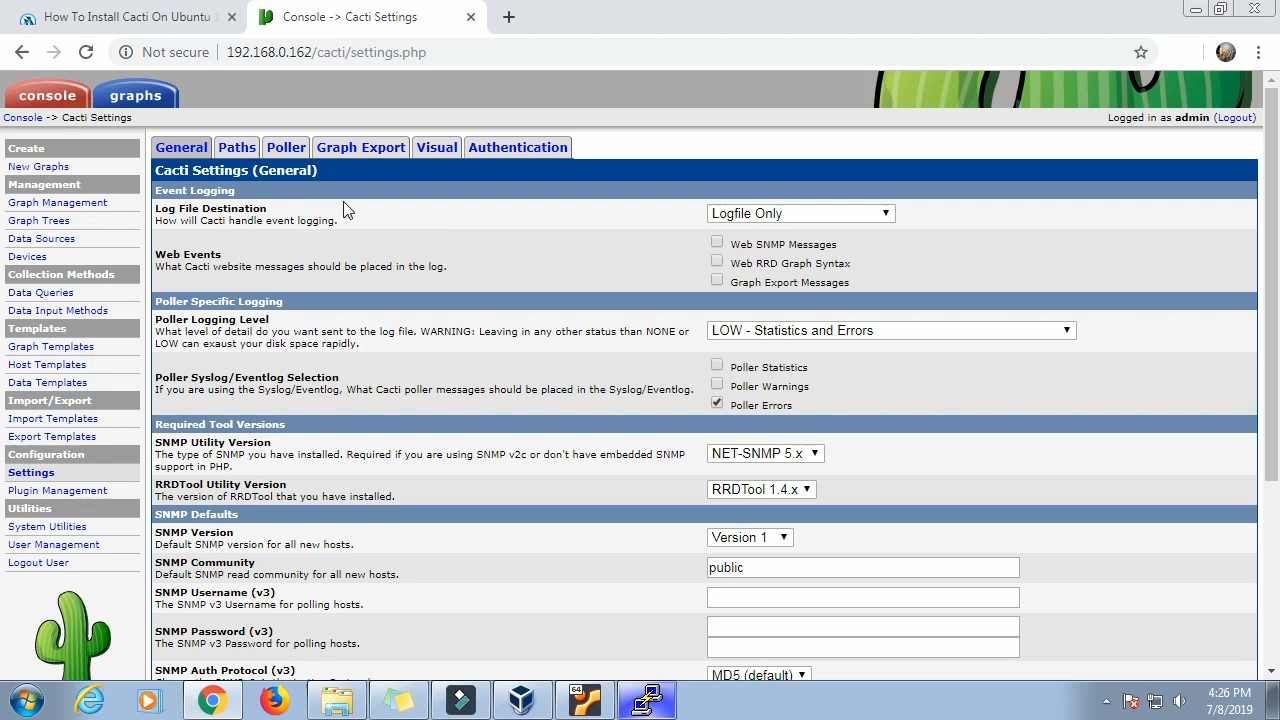 How To Install Cacti On Ubuntu
Console -> Cacti Settings
Not secure
192.168.0.162/cacti/settings.php
console
graphs
Console -> Cacti Settings
Logged in as admin (Logout)
Create
New Graphs
Management
Graph Management
Graph Trees
Data Sources
Devices
Collection Methods
Data Queries
Data Input Methods
Templates
Graph Templates
Host Templates
Data Templates
Import/Export
Import Templates
Export Templates
Configuration
Settings
Plugin Management
Utilities
System Utilities
User Management
Logout User
General
Paths
Poller
Graph Export
Visual
Authentication
Cacti Settings (General)
Event Logging
Log File Destination
How will Cacti handle event logging.
Logfile Only
Web Events
What Cacti website messages should be placed in the log.
Web SNMP Messages
Web RRD Graph Syntax
Graph Export Messages
Poller Specific Logging
Poller Logging Level
What level of detail do you want sent to the log file. WARNING: Leaving in any other status than NONE or
LOW can exaust your disk space rapidly.
LOW - Statistics and Errors
Poller Syslog/Eventlog Selection
If you are using the Syslog/Eventlog, What Cacti poller messages should be placed in the Syslog/Eventlog.
Poller Statistics
Poller Warnings
Poller Errors
Required Tool Versions
SNMP Utility Version
The type of SNMP you have installed. Required if you are using SNMP v2c or don't have embedded SNMP
support in PHP.
NET-SNMP 5.x
RRDTool Utility Version
The version of RRDTool that you have installed.
RRDTool 1.4.x
SNMP Defaults
SNMP Version
Default SNMP version for all new hosts.
Version 1
SNMP Community
Default SNMP read community for all new hosts.
public
SNMP Username (v3)
The SNMP v3 Username for polling hosts.
SNMP Password (v3)
The SNMP v3 Password for polling hosts.
SNMP Auth Protocol (v3)
MD5 (default)
64
4:26 PM
7/8/2019